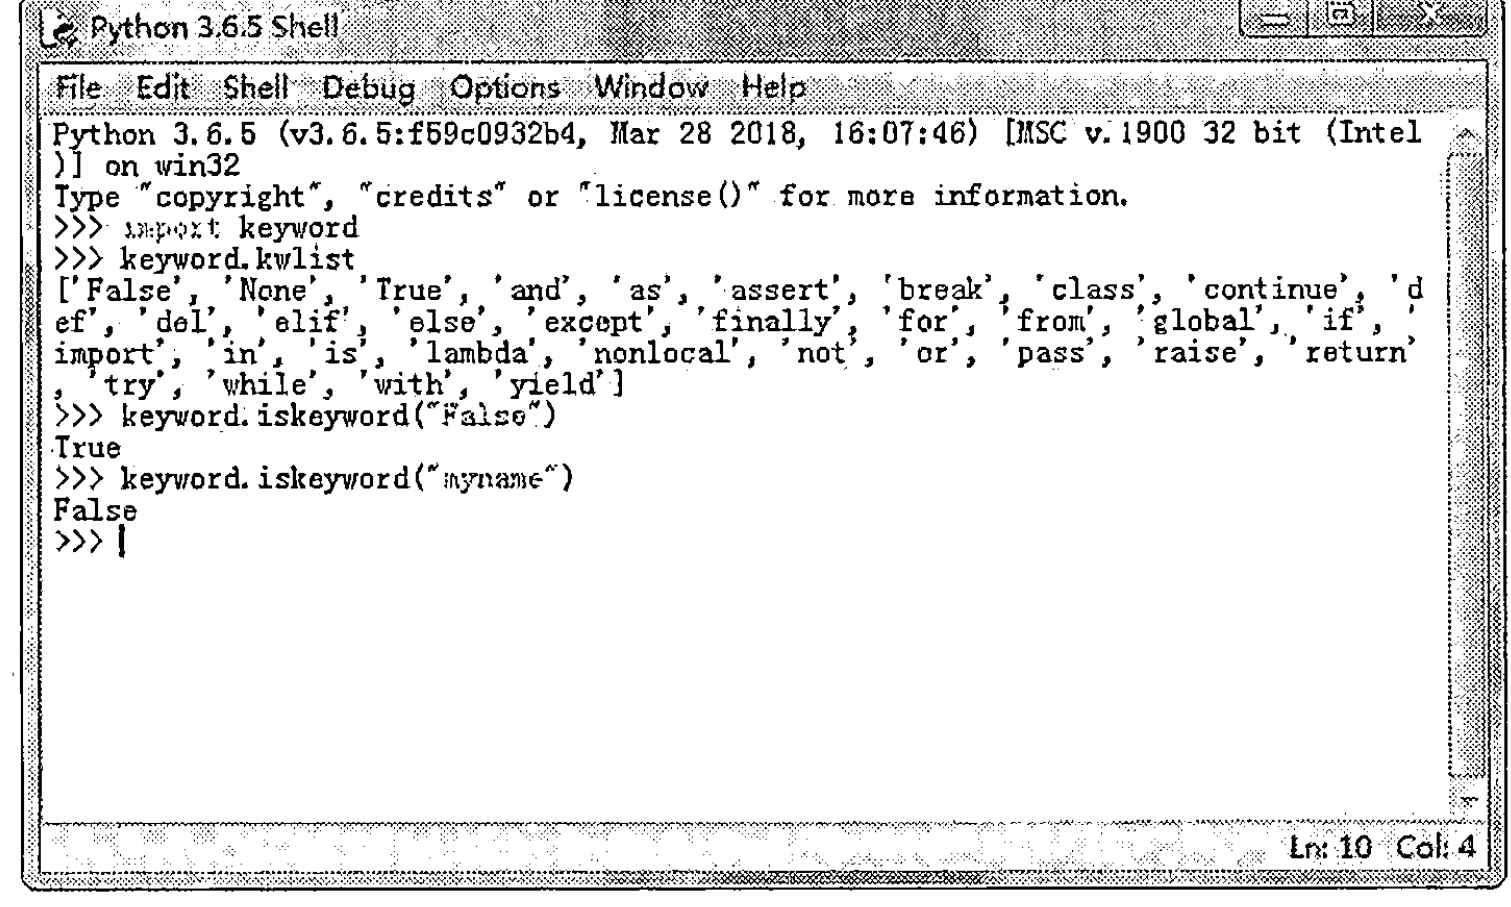 Python 3.6.5 Shell
File Edit Shell Debug Options Window Help
Python 3.6.5 (v3.6.5:f59c0932b4, Mar 28 2018, 16:07:46) [MSC v.1900 32 bit (Intel
)] on win32
Type "copyright", "credits" or "license()" for more information.
>>> import keyword
>>> keyword.kwlist
['False', 'None', 'True', 'and', 'as', 'assert', 'break', 'class', 'continue', 'd
ef', 'del', 'elif', 'else', 'except', 'finally', 'for', 'from', 'global', 'if', '
import', 'in', 'is', 'lambda', 'nonlocal', 'not', 'or', 'pass', 'raise', 'return'
, 'try', 'while', 'with', 'yield']
>>> keyword.iskeyword("False")
True
>>> keyword.iskeyword("myname")
False
>>>
Ln: 10 Col: 4